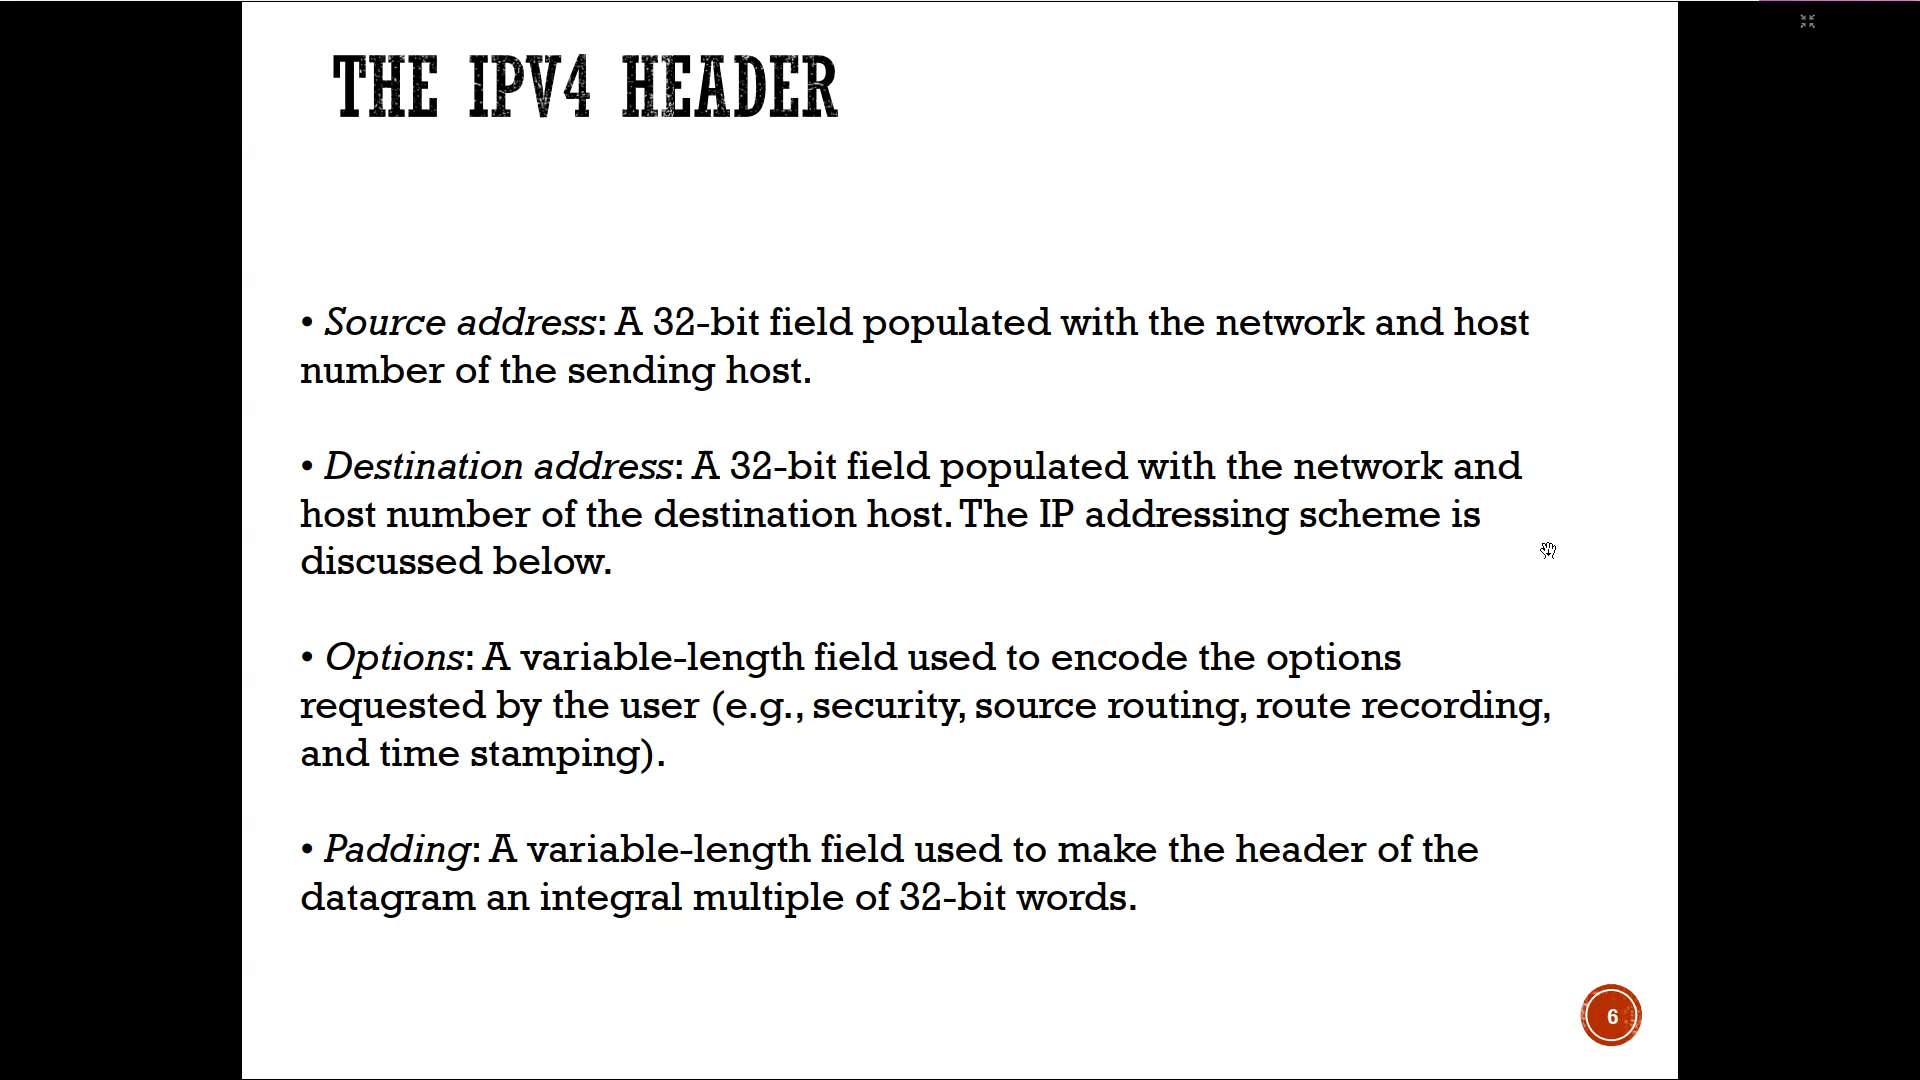 THE IPV4 HEADER
• Source address: A 32-bit field populated with the network and host
number of the sending host.
• Destination address: A 32-bit field populated with the network and
host number of the destination host. The IP addressing scheme is
discussed below.
• Options: A variable-length field used to encode the options
requested by the user (e.g., security, source routing, route recording,
and time stamping).
• Padding: A variable-length field used to make the header of the
datagram an integral multiple of 32-bit words.
6